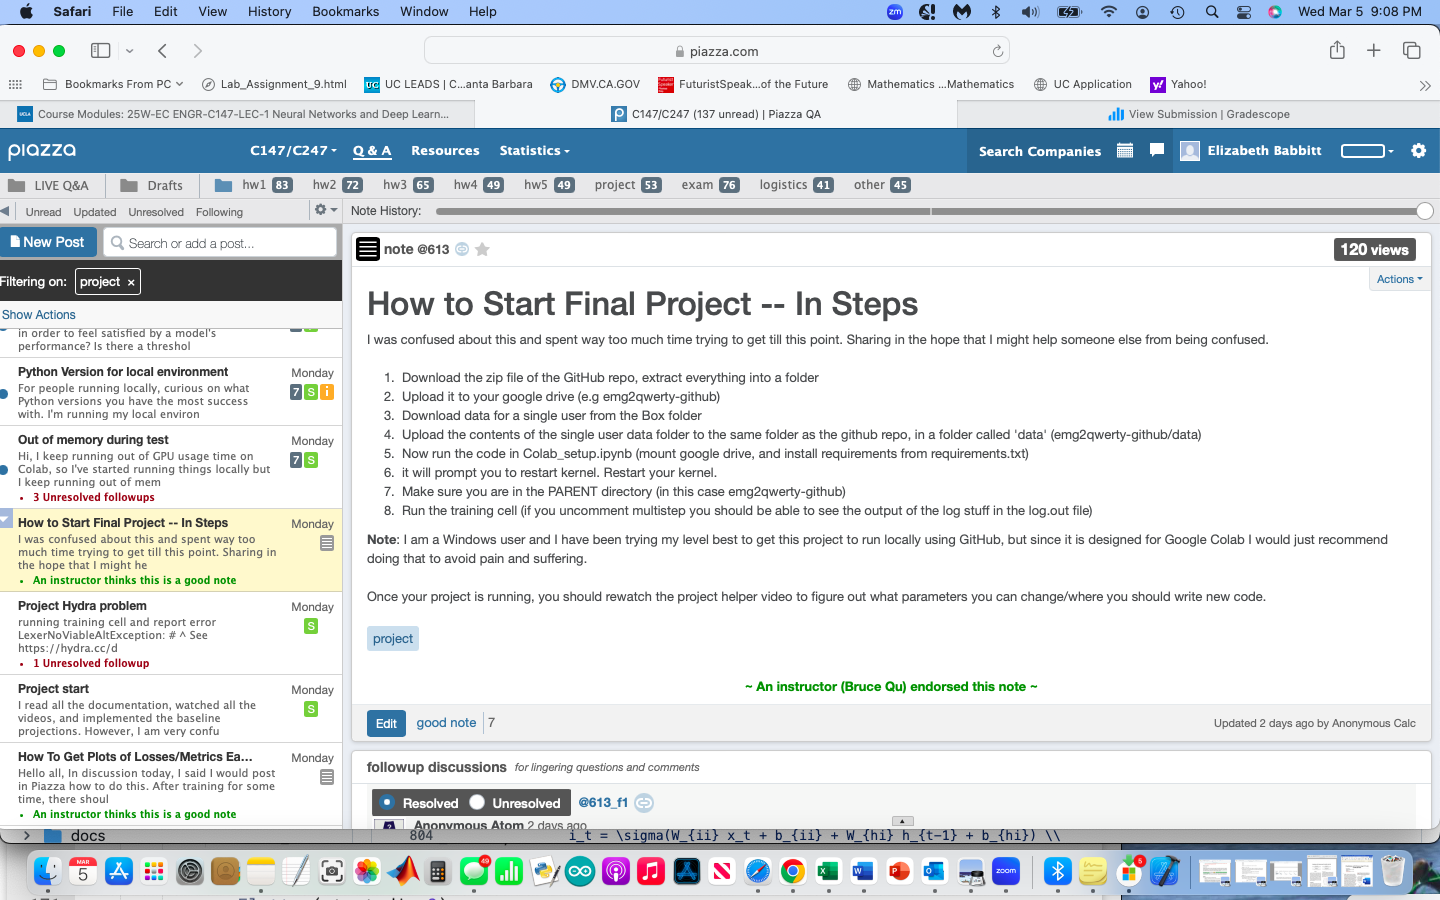 Safari File Edit View History Bookmarks Window Help
zm
Wed Mar 5 9:08 PM
piazza.com
Bookmarks From PC
Lab_Assignment_9.html
UC LEADS | C...anta Barbara
DMV.CA.GOV
FuturistSpeak...of the Future
Mathematics ...Mathematics
UC Application
Yahoo!
Course Modules: 25W-EC ENGR-C147-LEC-1 Neural Networks and Deep Learn...
C147/C247 (137 unread) | Piazza QA
View Submission | Gradescope
piazza
C147/C247
Q & A
Resources
Statistics
Search Companies
Elizabeth Babbitt
LIVE Q&A
Drafts
hw1 83
hw2 72
hw3 65
hw4 49
hw5 49
project 53
exam 76
logistics 41
other 45
Unread Updated Unresolved Following
Note History:
New Post
Search or add a post...
Filtering on: project ×
Show Actions
in order to feel satisfied by a model's
performance? Is there a threshol
Python Version for local environment
Monday
For people running locally, curious on what
Python versions you have the most success
with. I'm running my local environ
7 S i
Out of memory during test
Monday
Hi, I keep running out of GPU usage time on
Colab, so I've started running things locally but
I keep running out of mem
7 S
• 3 Unresolved followups
How to Start Final Project -- In Steps
Monday
I was confused about this and spent way too
much time trying to get till this point. Sharing in
the hope that I might he
• An instructor thinks this is a good note
Project Hydra problem
Monday
running training cell and report error
LexerNoViableAltException: # ^ See
https://hydra.cc/d
S
• 1 Unresolved followup
Project start
Monday
I read all the documentation, watched all the
videos, and implemented the baseline
projections. However, I am very confu
S
How To Get Plots of Losses/Metrics Ea...
Monday
Hello all, In discussion today, I said I would post
in Piazza how to do this. After training for some
time, there shoul
• An instructor thinks this is a good note
note @613
120 views
Actions
How to Start Final Project -- In Steps
I was confused about this and spent way too much time trying to get till this point. Sharing in the hope that I might help someone else from being confused.
1. Download the zip file of the GitHub repo, extract everything into a folder
2. Upload it to your google drive (e.g emg2qwerty-github)
3. Download data for a single user from the Box folder
4. Upload the contents of the single user data folder to the same folder as the github repo, in a folder called 'data' (emg2qwerty-github/data)
5. Now run the code in Colab_setup.ipynb (mount google drive, and install requirements from requirements.txt)
6. it will prompt you to restart kernel. Restart your kernel.
7. Make sure you are in the PARENT directory (in this case emg2qwerty-github)
8. Run the training cell (if you uncomment multistep you should be able to see the output of the log stuff in the log.out file)
Note: I am a Windows user and I have been trying my level best to get this project to run locally using GitHub, but since it is designed for Google Colab I would just recommend
doing that to avoid pain and suffering.
Once your project is running, you should rewatch the project helper video to figure out what parameters you can change/where you should write new code.
project
~ An instructor (Bruce Qu) endorsed this note ~
Edit good note 7
Updated 2 days ago by Anonymous Calc
followup discussions for lingering questions and comments
Resolved Unresolved @613_f1
Anonymous Atom 2 days ago
docs
804 i_t = \sigma(W_{ii} x_t + b_{ii} + W_{hi} h_{t-1} + b_{hi}) \\
MAR
5
49
zoom
6